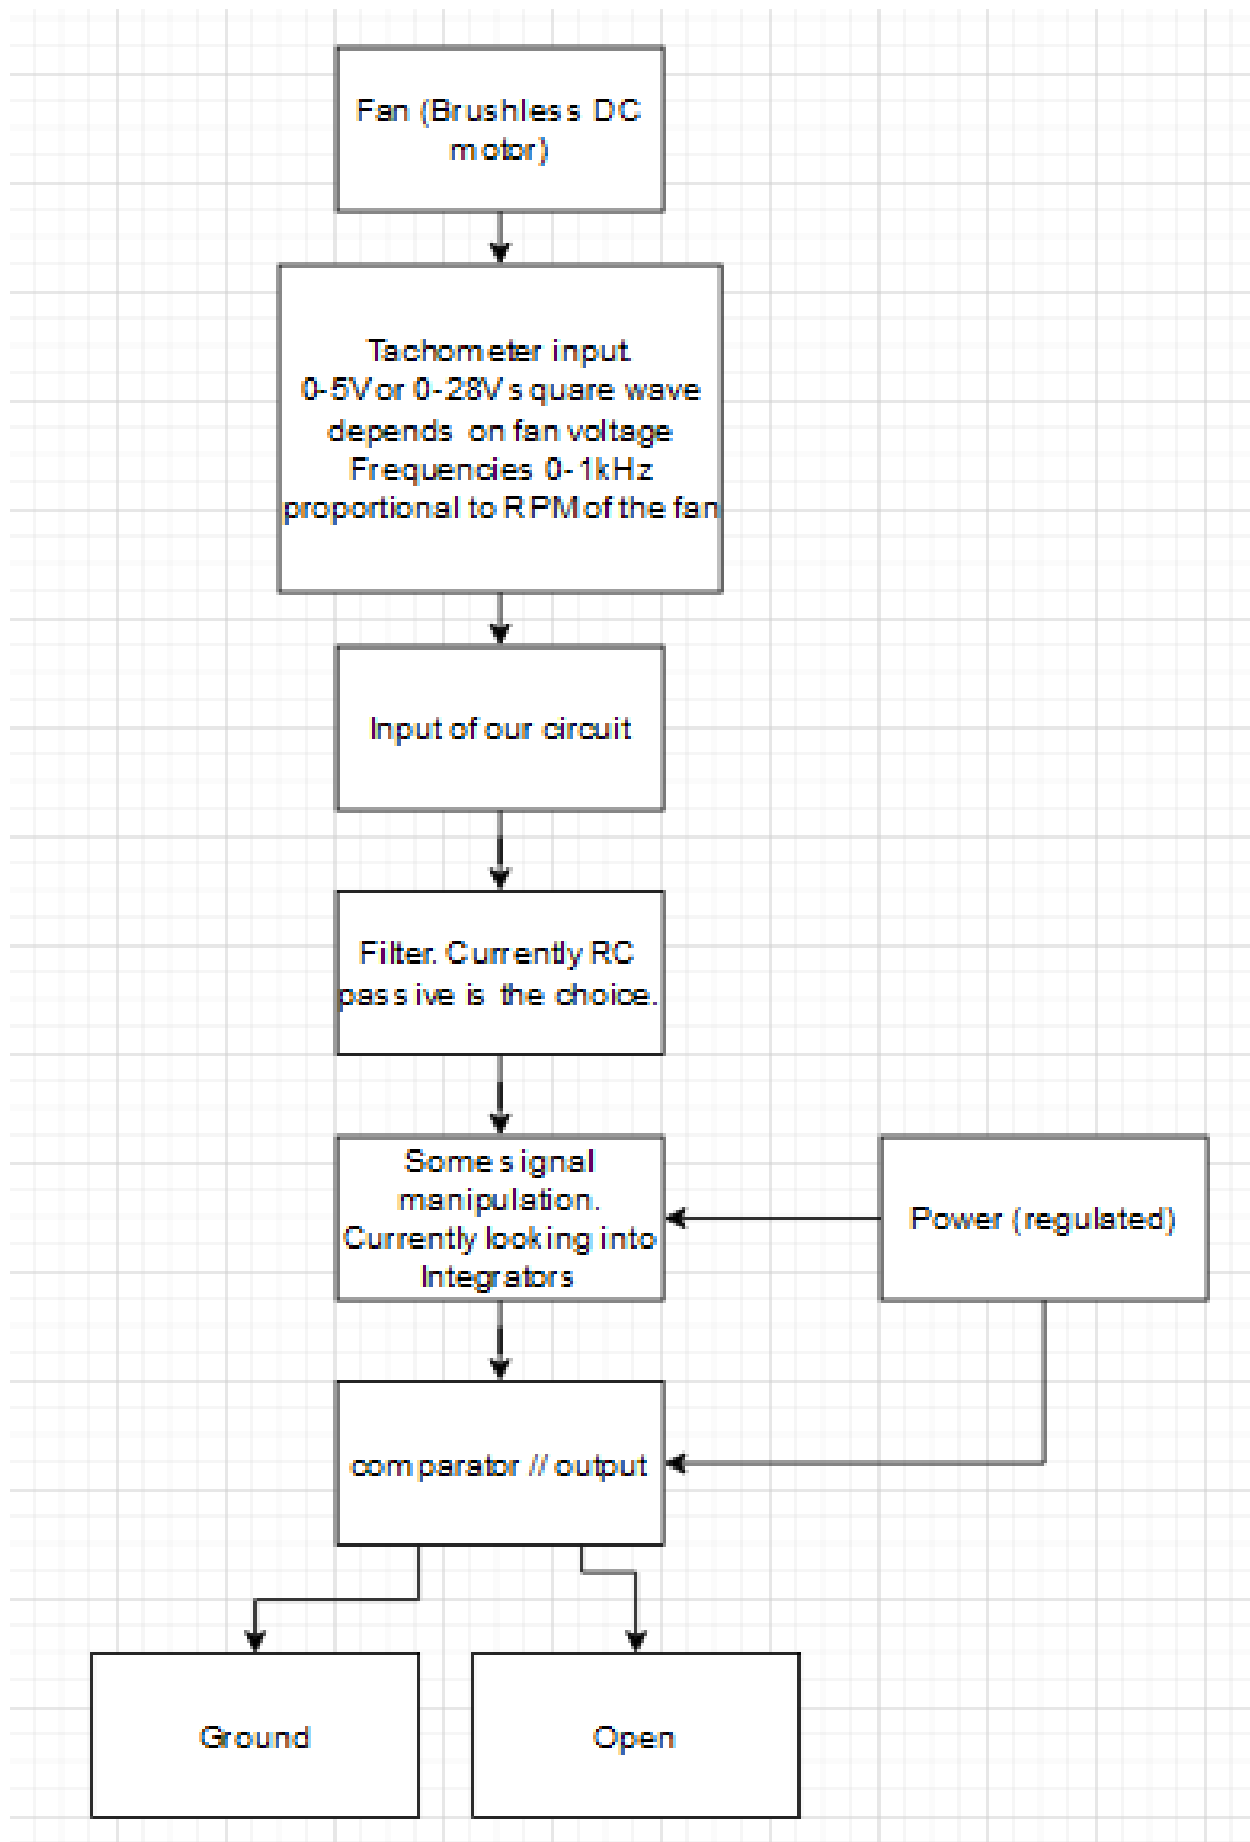 Fan (Brushless DC
motor)
Tachometer input.
0-5V or 0-28V square wave
depends on fan voltage
Frequencies 0-1kHz
proportional to RPM of the fan
Input of our circuit
Filter. Currently RC
passive is the choice.
Some signal
manipulation.
Currently looking into
Integrators
Power (regulated)
comparator // output
Ground
Open